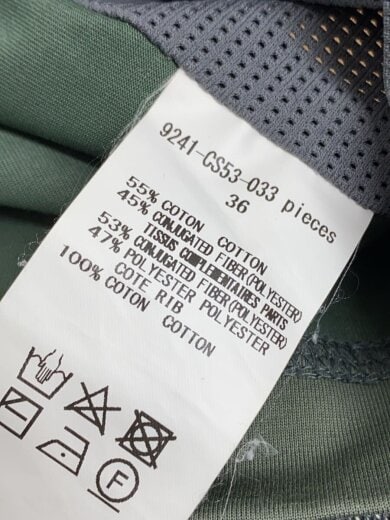 9241-CS53-033 pieces
36
55% COTON COTTON
45% CONJUGATED FIBER(POLYESTER)
TISSUS COMPLEMENTAIRES PARTS
53% CONJUGATED FIBER(POLYESTER)
47% POLYESTER POLYESTER
COTE RIB
100% COTON COTTON
F